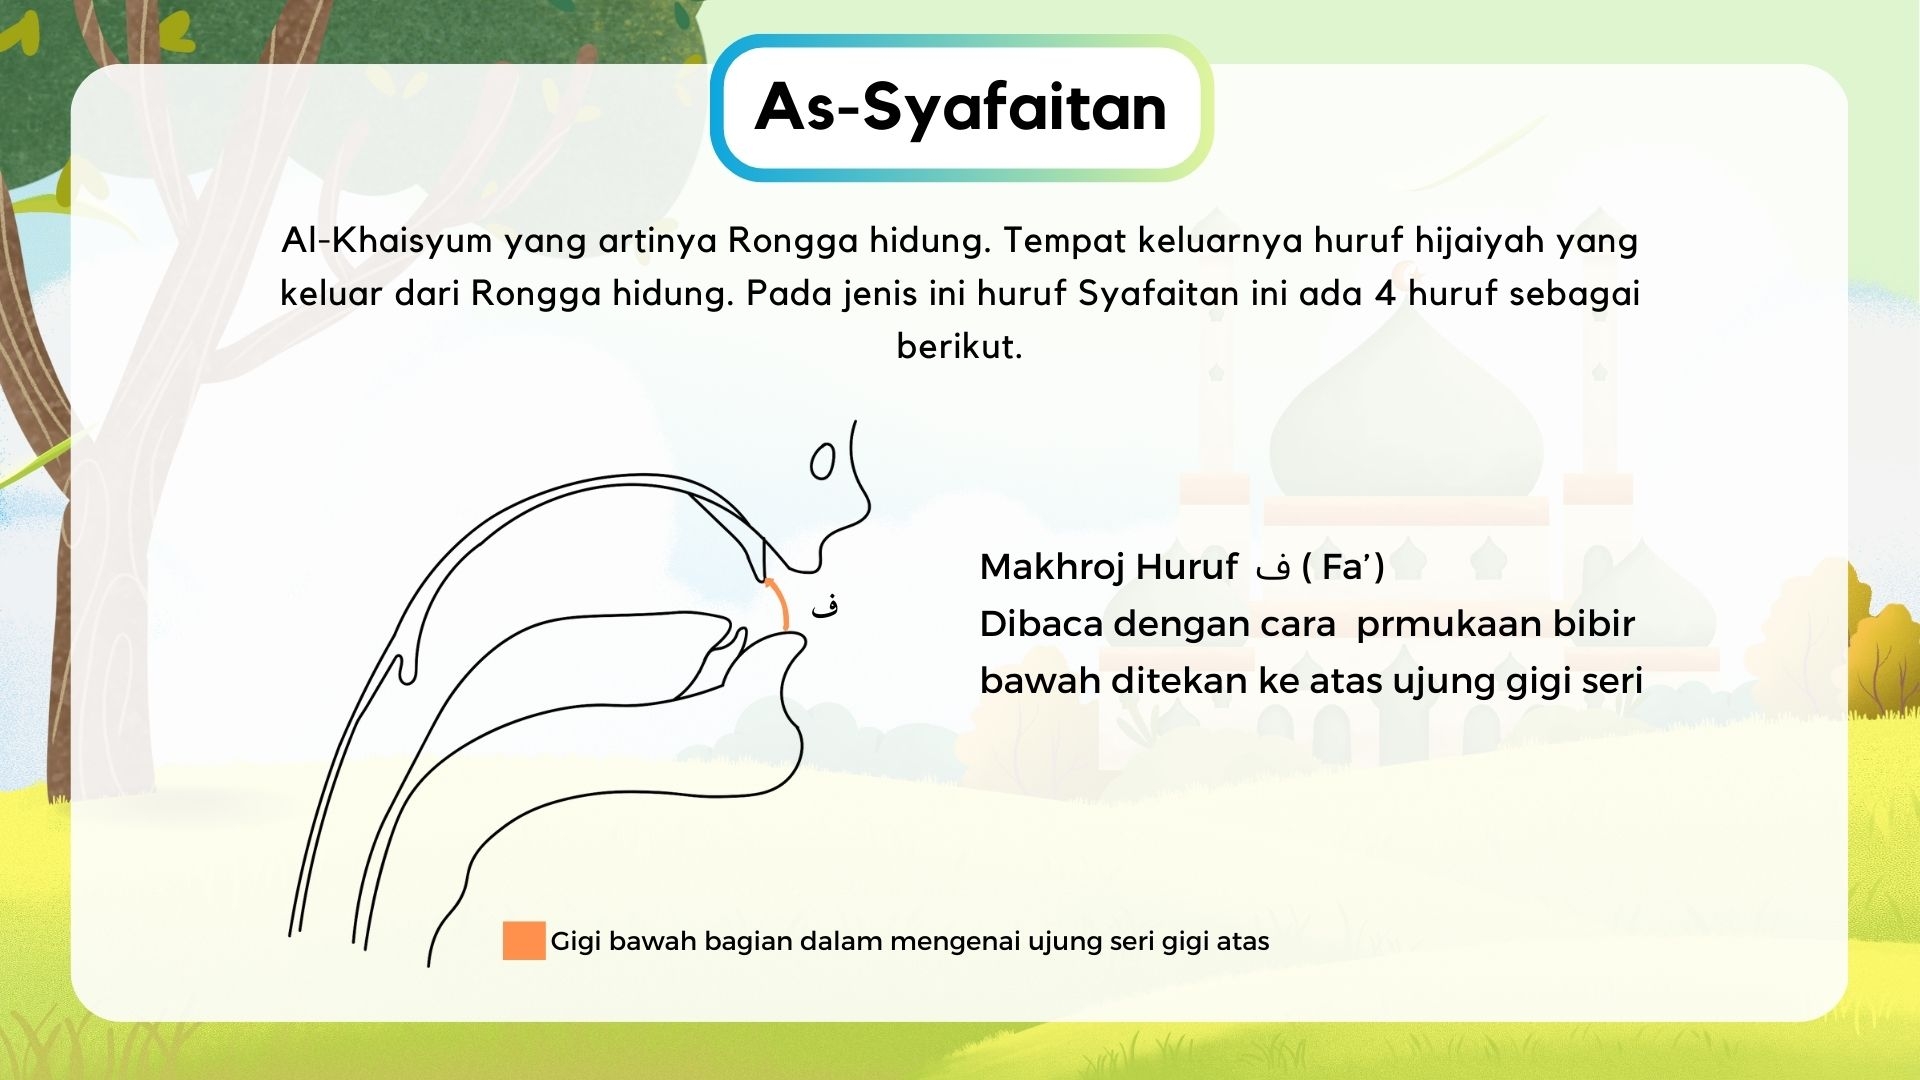 As-Syafaitan
Al-Khaisyum yang artinya Rongga hidung. Tempat keluarnya huruf hijaiyah yang
keluar dari Rongga hidung. Pada jenis ini huruf Syafaitan ini ada 4 huruf sebagai
berikut.
ف
Makhroj Huruf ف ( Fa’)
Dibaca dengan cara prmukaan bibir
bawah ditekan ke atas ujung gigi seri
Gigi bawah bagian dalam mengenai ujung seri gigi atas